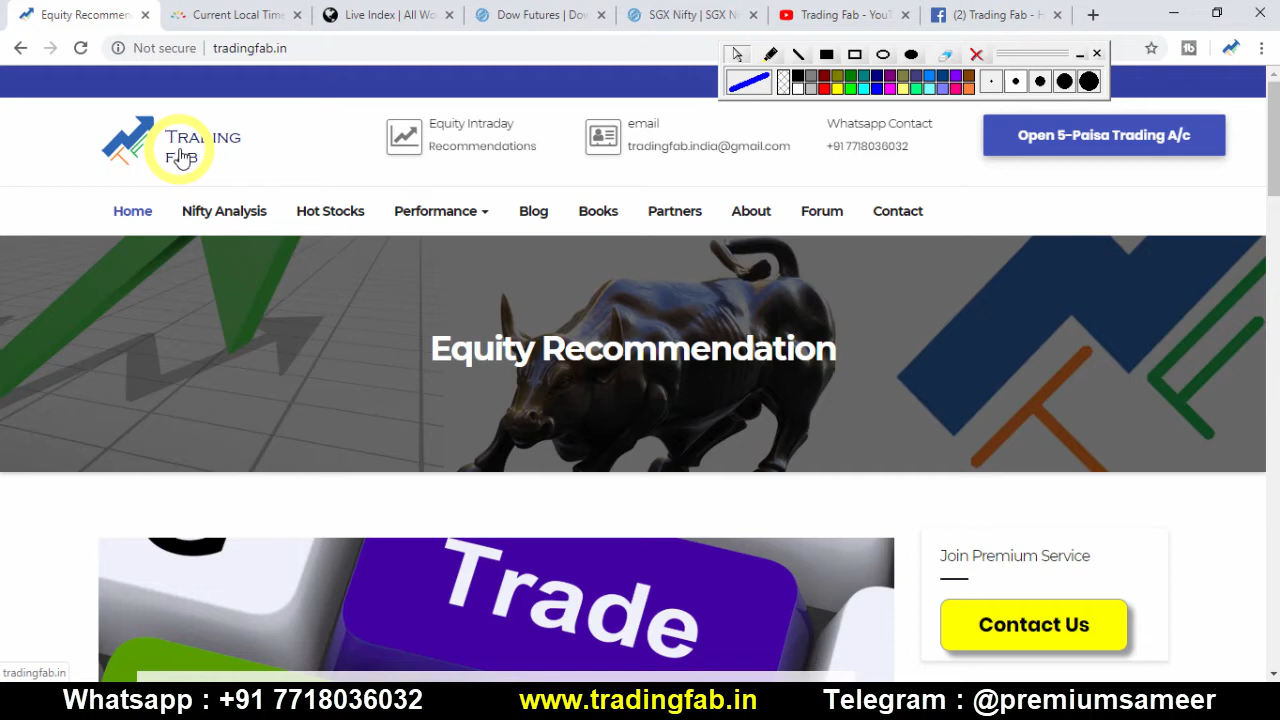 Equity Recommen
Current Local Time
Live Index | All Wo
Dow Futures | Dov
SGX Nifty | SGX N
Trading Fab - YouT
(2) Trading Fab - H
Not secure
tradingfab.in
TRADING
FAB
Equity Intraday
Recommendations
email
tradingfab.india@gmail.com
Whatsapp Contact
+91 7718036032
Open 5-Paisa Trading A/c
Home
Nifty Analysis
Hot Stocks
Performance
Blog
Books
Partners
About
Forum
Contact
Equity Recommendation
Trade
Join Premium Service
Contact Us
tradingfab.in
Whatsapp : +91 7718036032
www.tradingfab.in
Telegram : @premiumsameer